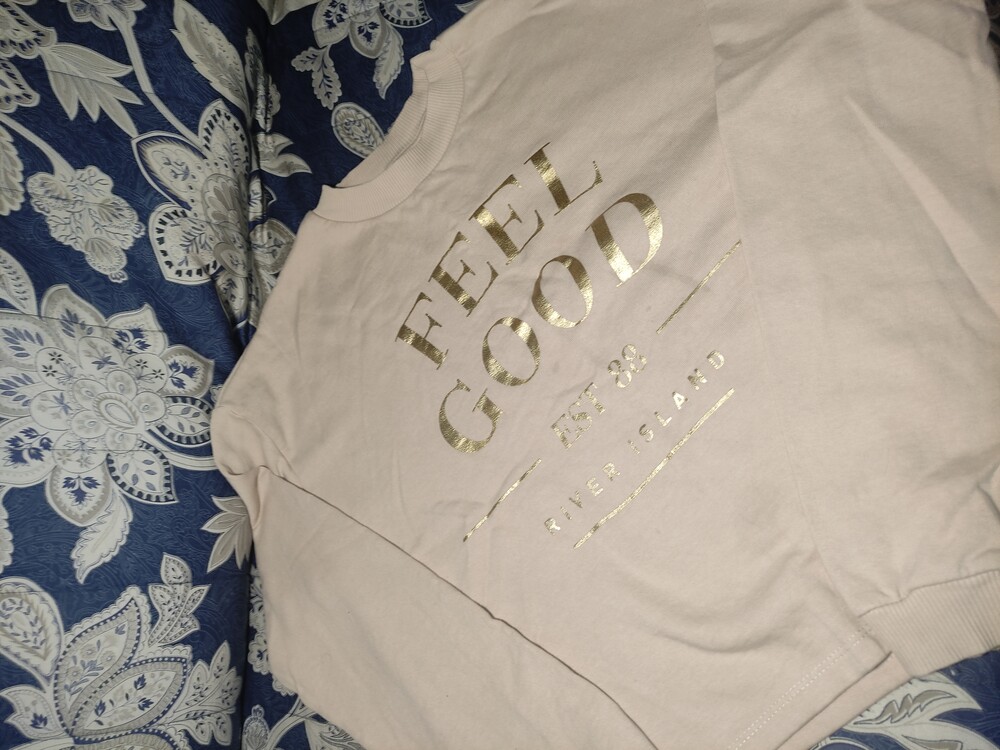 FEEL
GOOD
EST 88
RIVER ISLAND